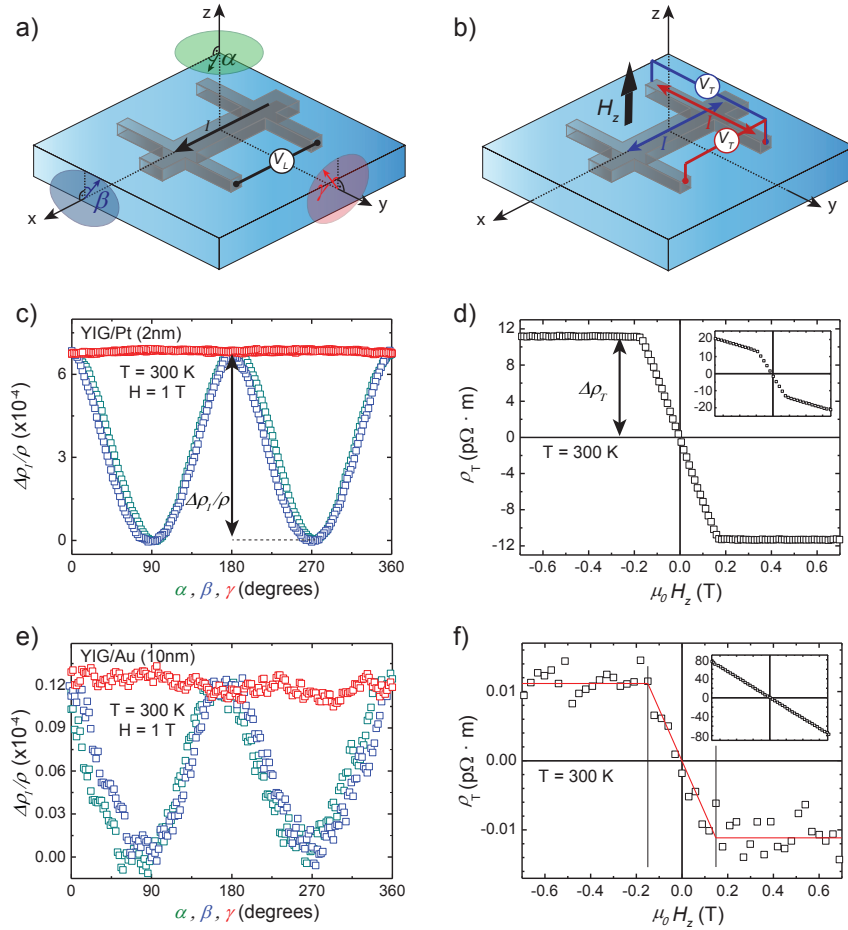 a)
z
α
I
V_L
β
x
y
b)
z
V_T
H_z
I
I
V_T
x
y
c)
YIG/Pt (2nm)
T = 300 K
H = 1 T
Δρ_l/ρ (x10⁻⁴)
6
3
0
Δρ_l/ρ
0 90 180 270 360
α , β, γ (degrees)
d)
ρ_T (pΩ · m)
12
8
4
0
-4
-8
-12
Δρ_T
T = 300 K
20
10
0
-10
-20
-0.6 -0.4 -0.2 0.0 0.2 0.4 0.6
μ₀H_z (T)
e)
YIG/Au (10nm)
T = 300 K
H = 1 T
Δρ_l/ρ (x10⁻⁴)
0.12
0.09
0.06
0.03
0.00
0 90 180 270 360
α , β, γ (degrees)
f)
ρ_T (pΩ · m)
0.01
0.00
-0.01
T = 300 K
80
40
0
-40
-80
-0.6 -0.4 -0.2 0.0 0.2 0.4 0.6
μ₀H_z (T)